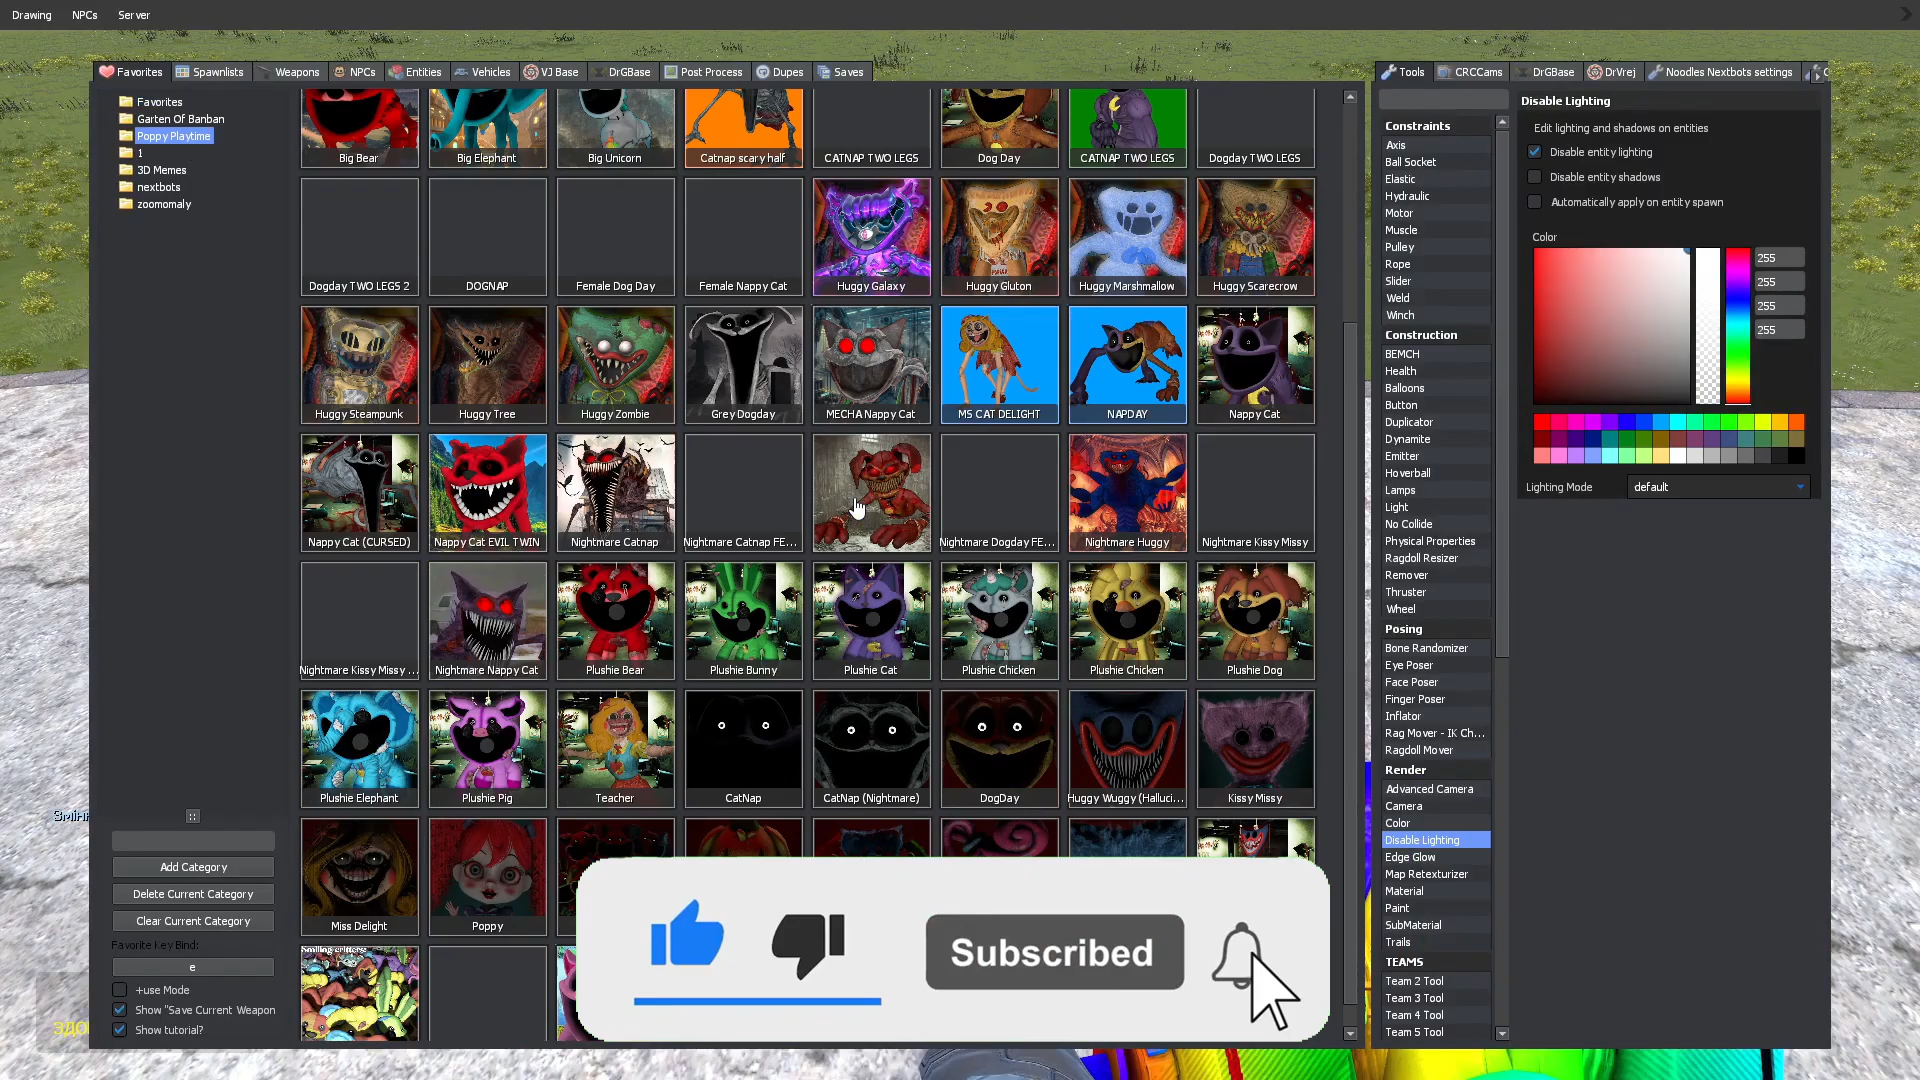 Drawing NPCs Server
Favorites Spawnlists Weapons NPCs Entities Vehicles VJ Base DrGBase Post Process Dupes Saves
Favorites
Garten Of Banban
Poppy Playtime
1
3D Memes
nextbots
zoomomaly
Add Category
Delete Current Category
Clear Current Category
Favorite Key Bind:
e
+use Mode
Show "Save Current Weapon
Show tutorial?
Big Bear Big Elephant Big Unicorn Catnap scary half CATNAP TWO LEGS Dog Day CATNAP TWO LEGS Dogday TWO LEGS
Dogday TWO LEGS 2 DOGNAP Female Dog Day Female Nappy Cat Huggy Galaxy Huggy Gluton Huggy Marshmallow Huggy Scarecrow
Huggy Steampunk Huggy Tree Huggy Zombie Grey Dogday MECHA Nappy Cat MS CAT DELIGHT NAPDAY Nappy Cat
Nappy Cat (CURSED) Nappy Cat EVIL TWIN Nightmare Catnap Nightmare Catnap FE... Nightmare Dogday FE... Nightmare Huggy Nightmare Kissy Missy
Nightmare Kissy Missy ... Nightmare Nappy Cat Plushie Bear Plushie Bunny Plushie Cat Plushie Chicken Plushie Chicken Plushie Dog
Plushie Elephant Plushie Pig Teacher CatNap CatNap (Nightmare) DogDay Huggy Wuggy (Halluci... Kissy Missy
Miss Delight Poppy
Subscribed
Tools CRCCams DrGBase DrVrej Noodles Nextbots settings
Constraints
Axis
Ball Socket
Elastic
Hydraulic
Motor
Muscle
Pulley
Rope
Slider
Weld
Winch
Construction
BEMCH
Health
Balloons
Button
Duplicator
Dynamite
Emitter
Hoverball
Lamps
Light
No Collide
Physical Properties
Ragdoll Resizer
Remover
Thruster
Wheel
Posing
Bone Randomizer
Eye Poser
Face Poser
Finger Poser
Inflator
Rag Mover - IK Ch...
Ragdoll Mover
Render
Advanced Camera
Camera
Color
Disable Lighting
Edge Glow
Map Retexturizer
Material
Paint
SubMaterial
Trails
TEAMS
Team 2 Tool
Team 3 Tool
Team 4 Tool
Team 5 Tool
Disable Lighting
Edit lighting and shadows on entities
Disable entity lighting
Disable entity shadows
Automatically apply on entity spawn
Color
255
255
255
255
Lighting Mode default